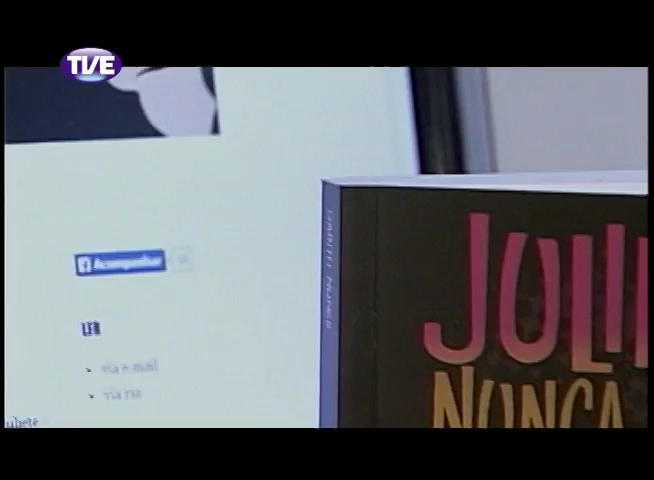 TVE
Acompanhar
LER
via e-mail
via rss
JULI
NUNCA